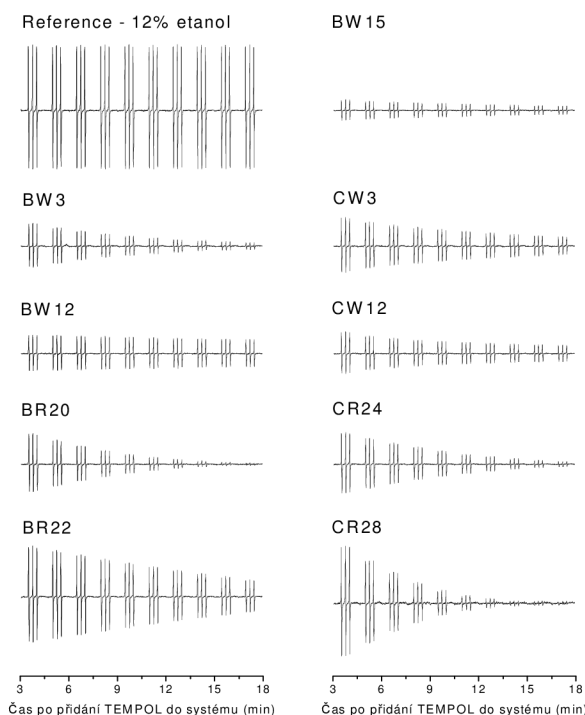 Reference - 12% etanol
BW15
BW3
CW3
BW12
CW12
BR20
CR24
BR22
CR28
3 6 9 12 15 18
3 6 9 12 15 18
Čas po přidání TEMPOL do systému (min)
Čas po přidání TEMPOL do systému (min)